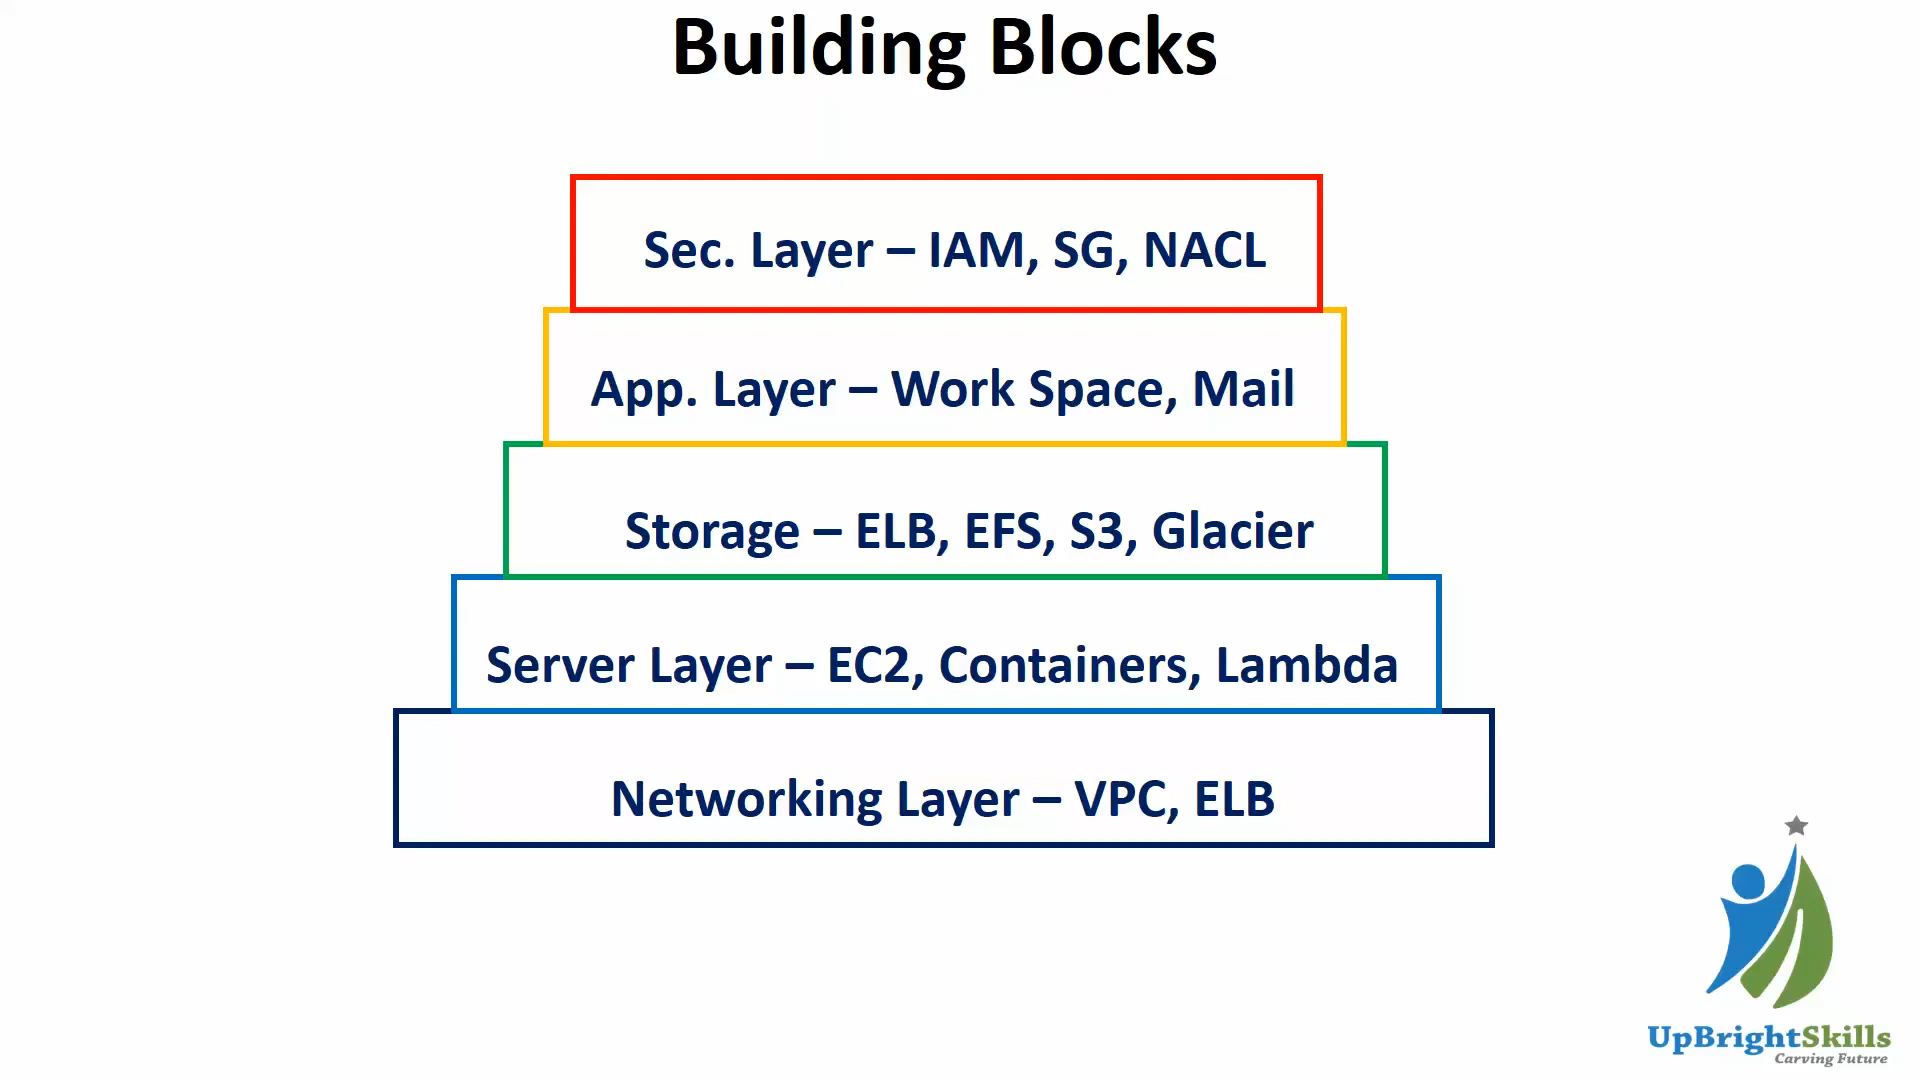 Building Blocks
Sec. Layer – IAM, SG, NACL
App. Layer – Work Space, Mail
Storage – ELB, EFS, S3, Glacier
Server Layer – EC2, Containers, Lambda
Networking Layer – VPC, ELB
UpBrightSkills
Carving Future